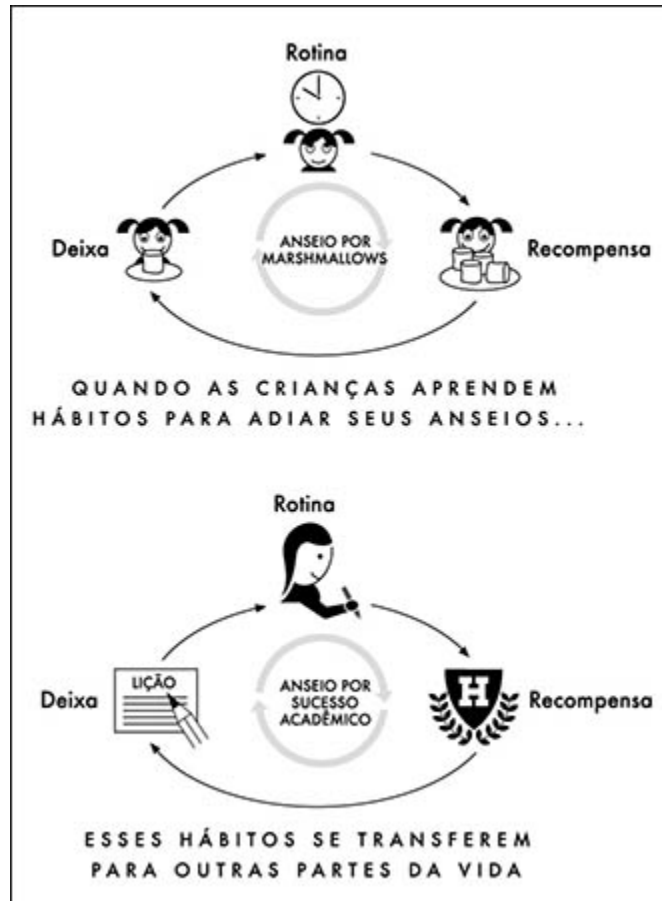 Rotina
Deixa
ANSEIO POR
MARSHMALLOWS
Recompensa
QUANDO AS CRIANÇAS APRENDEM
HÁBITOS PARA ADIAR SEUS ANSEIOS...
Rotina
Deixa
LIÇÃO
ANSEIO POR
SUCESSO
ACADÊMICO
H
Recompensa
ESSES HÁBITOS SE TRANSFEREM
PARA OUTRAS PARTES DA VIDA